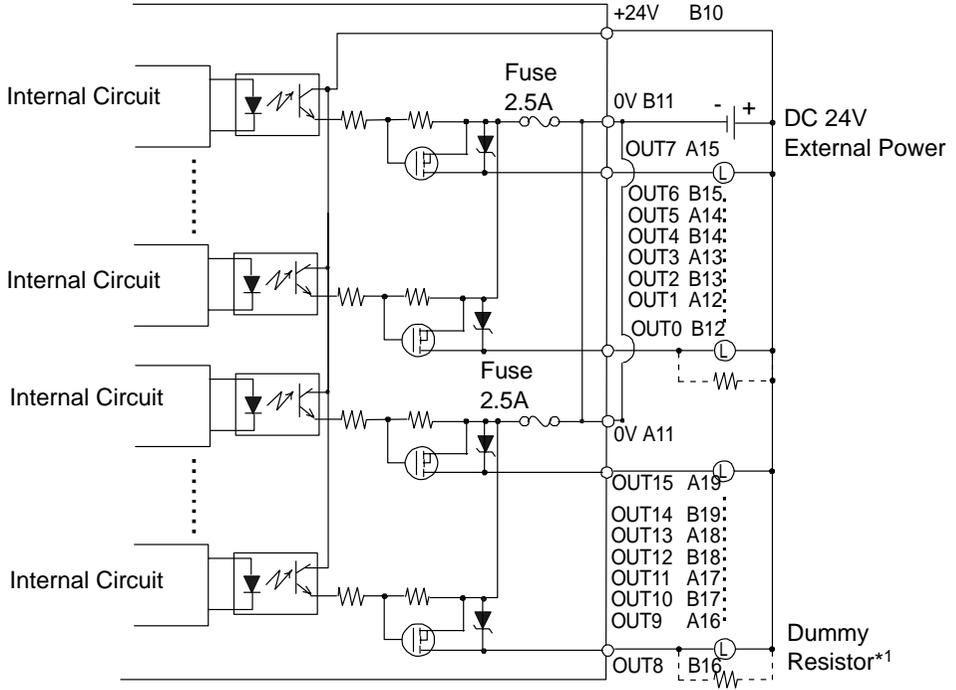 +24V B10
Internal Circuit
Fuse
2.5A
0V B11
- +
DC 24V
External Power
OUT7 A15
L
OUT6 B15
OUT5 A14
OUT4 B14
OUT3 A13
OUT2 B13
OUT1 A12
Internal Circuit
OUT0 B12
L
Fuse
2.5A
Internal Circuit
0V A11
L
OUT15 A19
OUT14 B19
OUT13 A18
OUT12 B18
OUT11 A17
OUT10 B17
OUT9 A16
Internal Circuit
L
OUT8 B16
Dummy
Resistor*1